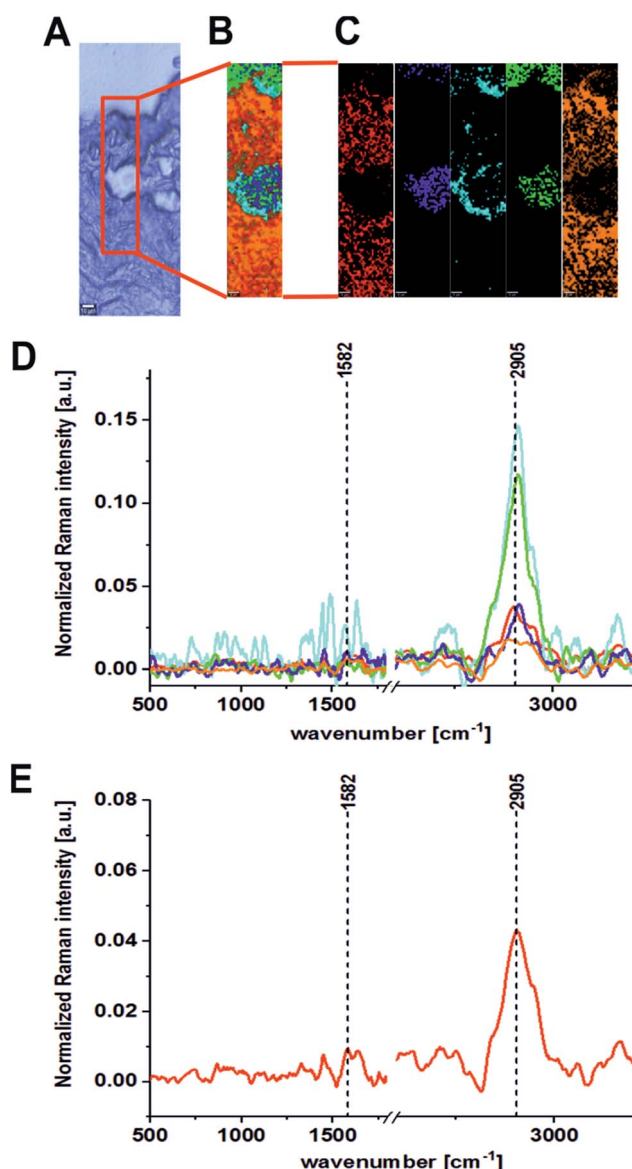 A B C
10 µm
D
1582 2905
Normalized Raman intensity [a.u.]
0.15
0.10
0.05
0.00
500 1000 1500 3000
wavenumber [cm⁻¹]
E
1582 2905
Normalized Raman intensity [a.u.]
0.08
0.06
0.04
0.02
0.00
500 1000 1500 3000
wavenumber [cm⁻¹]